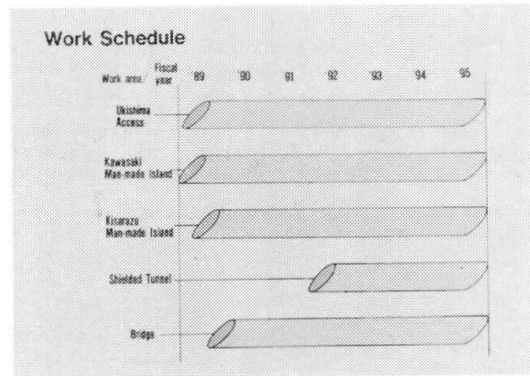 Work Schedule
Work area/ Fiscal year 89 90 91 92 93 94 95
Ukishima
Access
Kawasaki
Man-made Island
Kisarazu
Man-made Island
Shielded Tunnel
Bridge